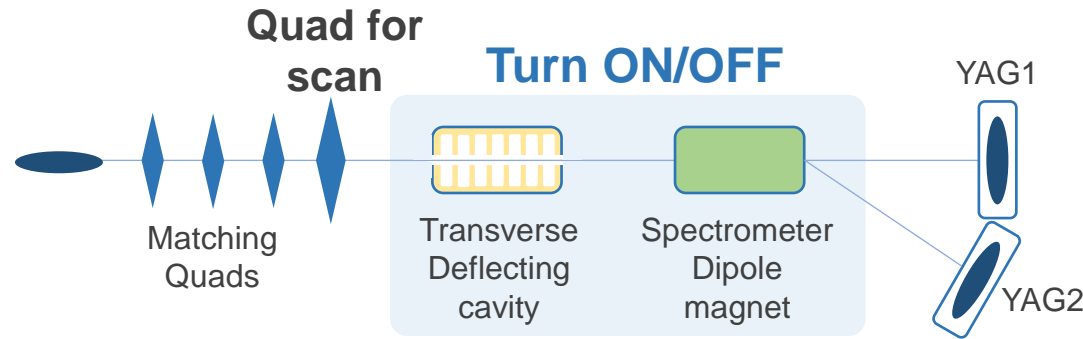 Quad for
scan
Turn ON/OFF
YAG1
Matching
Quads
Transverse
Deflecting
cavity
Spectrometer
Dipole
magnet
YAG2